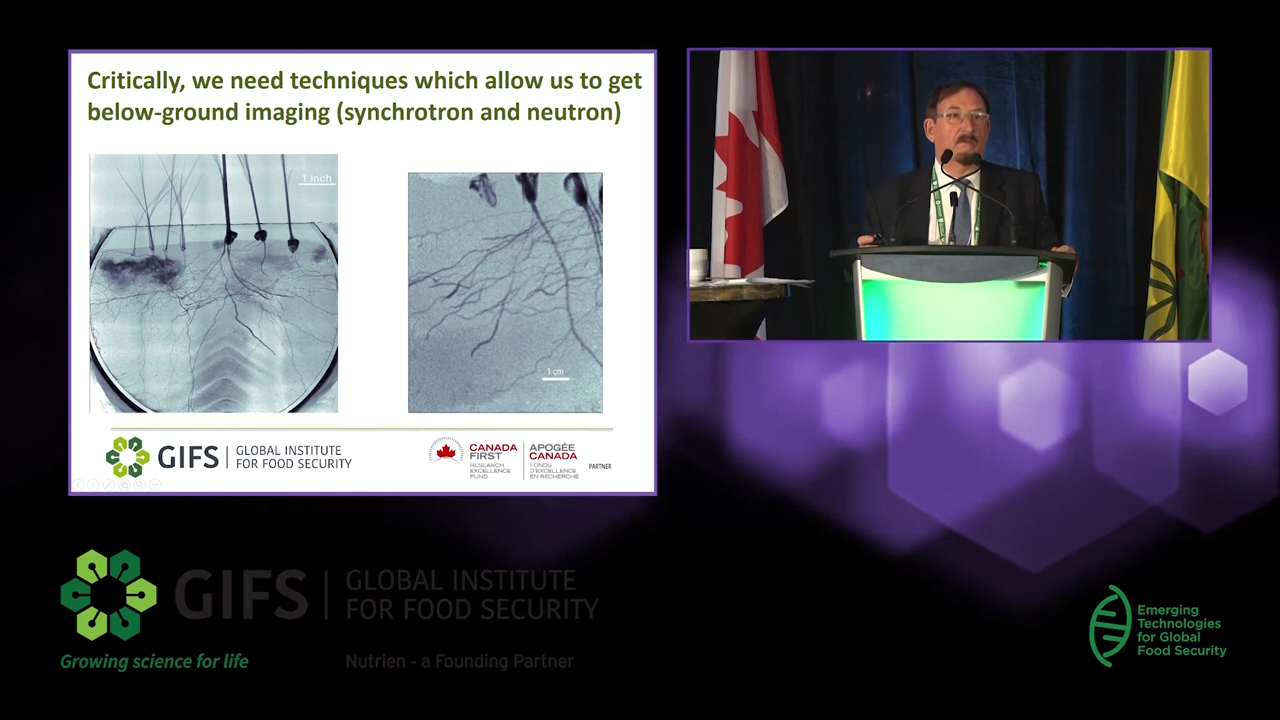 Critically, we need techniques which allow us to get
below-ground imaging (synchrotron and neutron)
1 inch
1 cm
GIFS
GLOBAL INSTITUTE
FOR FOOD SECURITY
CANADA
FIRST
RESEARCH
EXCELLENCE
FUND
APOGÉE
CANADA
FONDS
D'EXCELLENCE
EN RECHERCHE
PARTNER
GIFS
GLOBAL INSTITUTE
FOR FOOD SECURITY
Growing science for life
Nutrien - a Founding Partner
Emerging
Technologies
for Global
Food Security